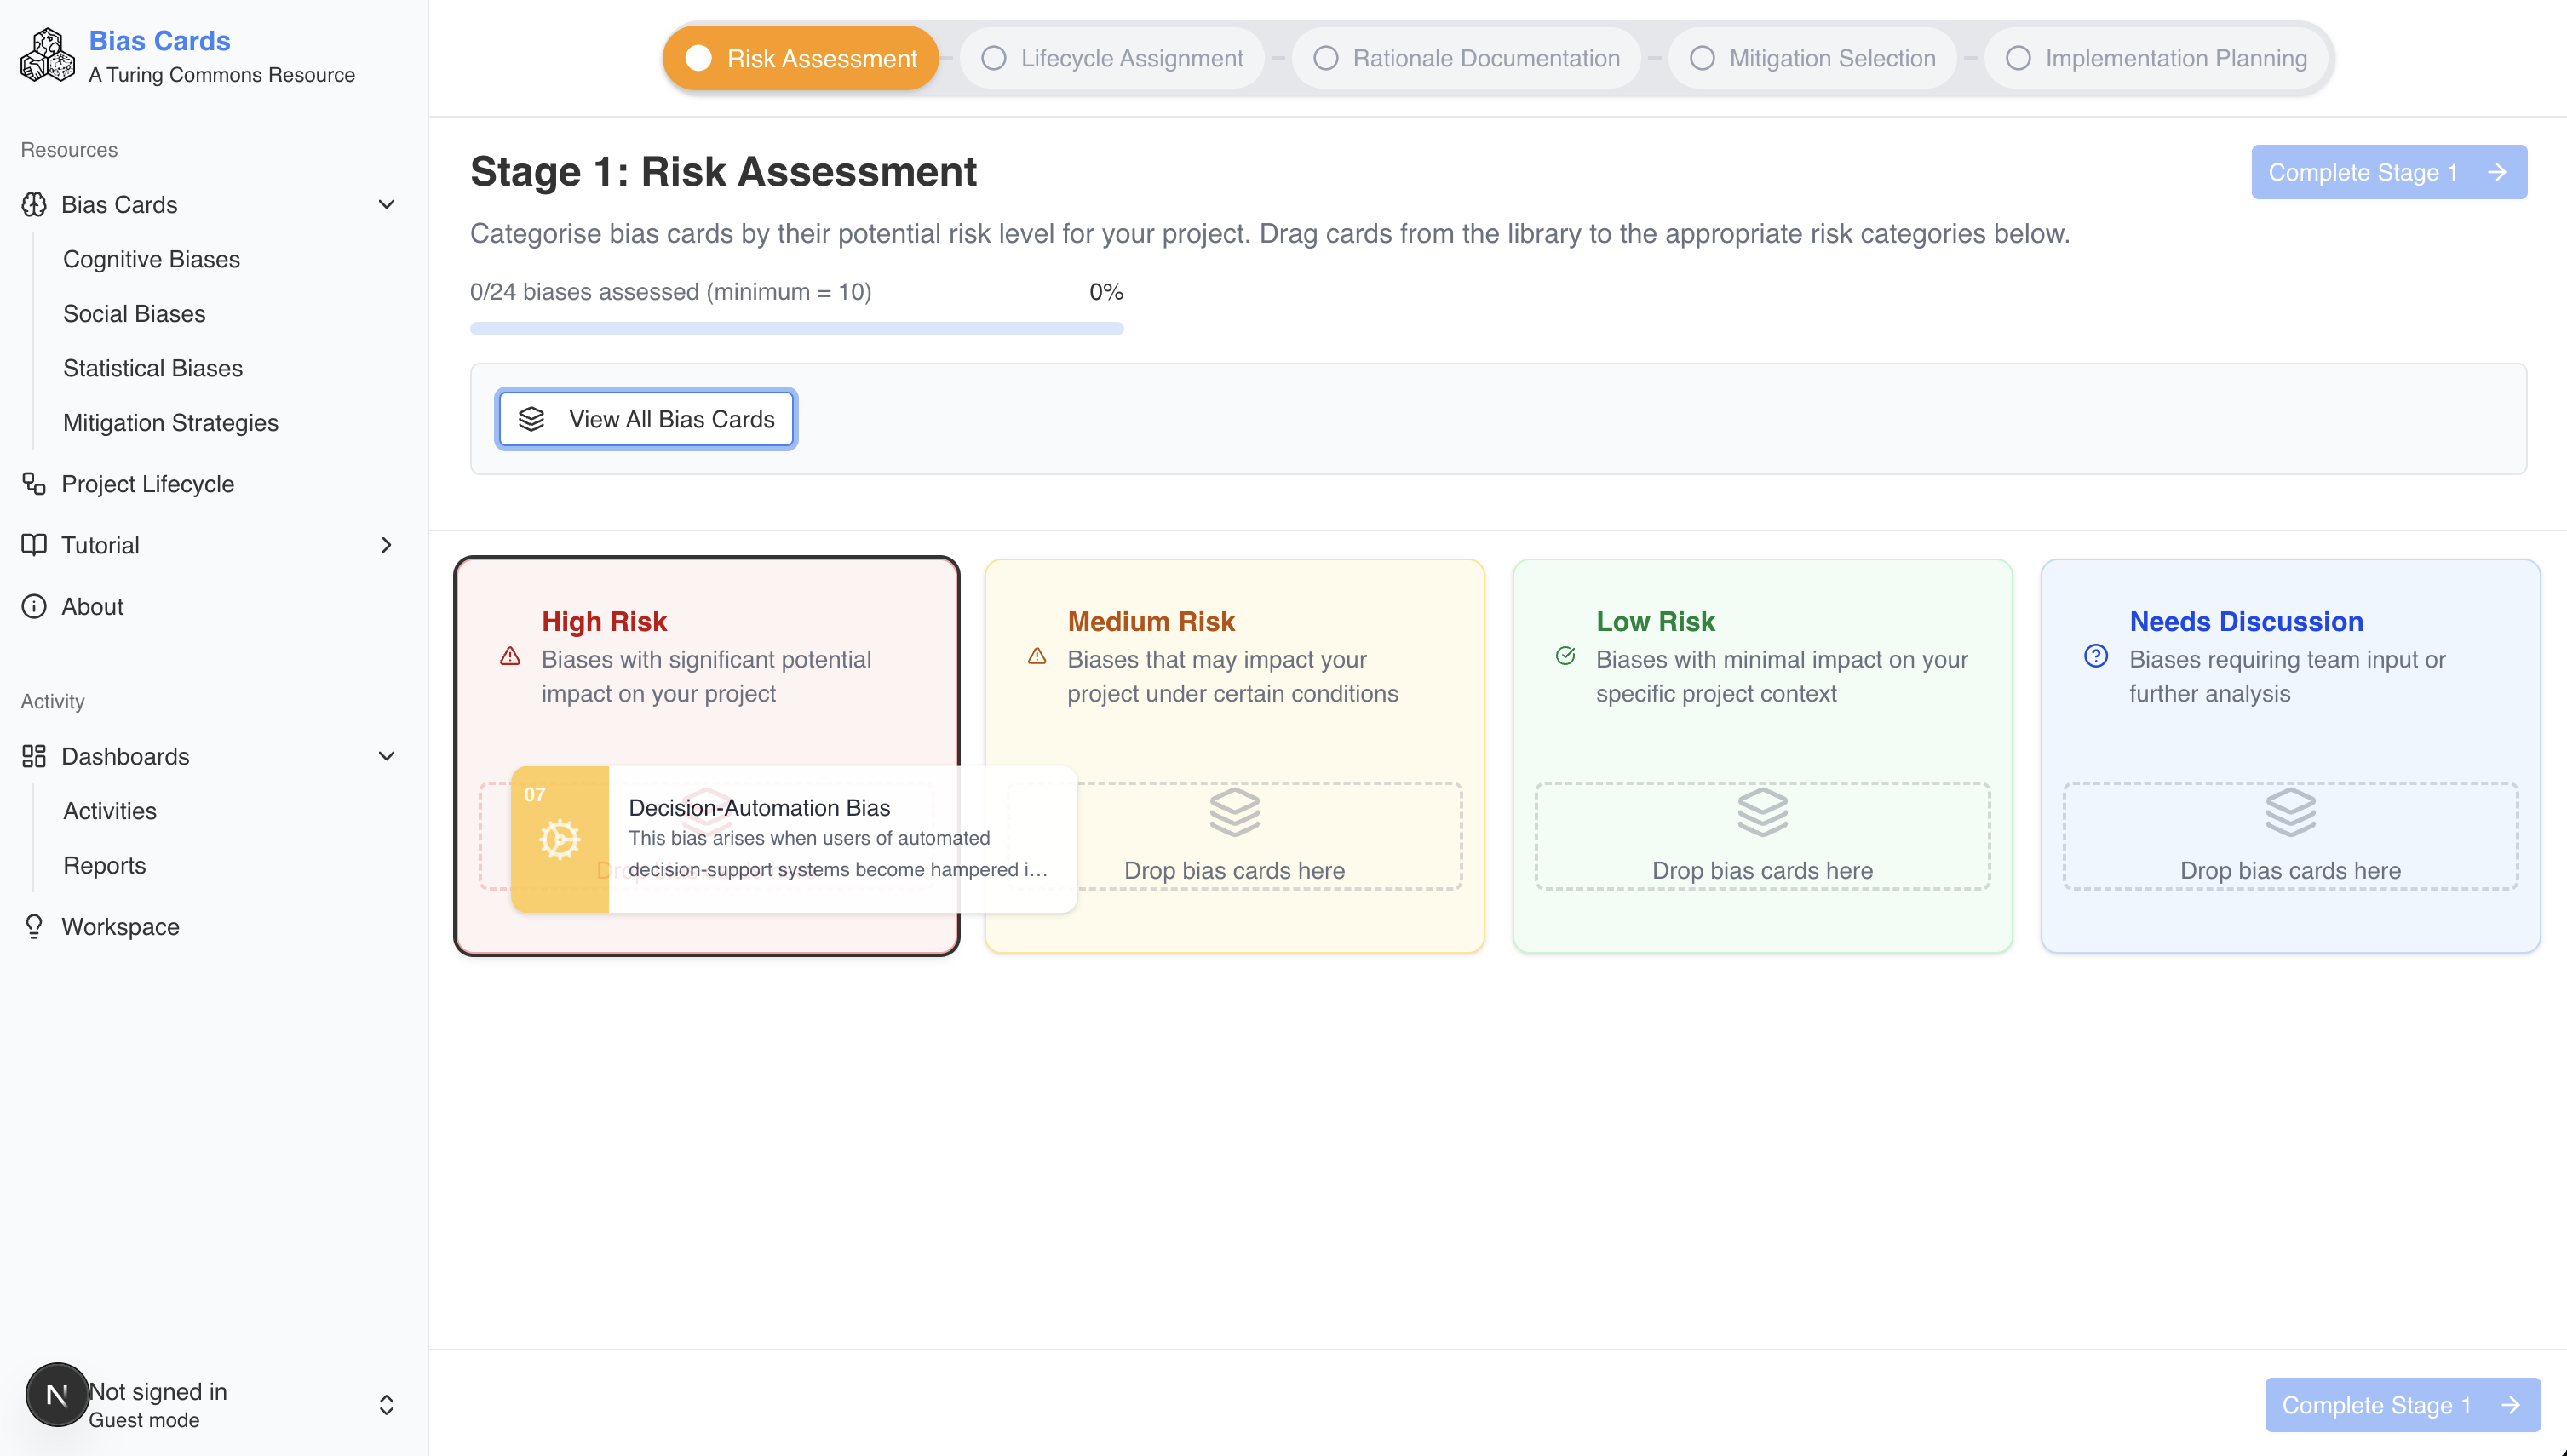 Bias Cards
A Turing Commons Resource
Resources
Bias Cards
Cognitive Biases
Social Biases
Statistical Biases
Mitigation Strategies
Project Lifecycle
Tutorial
About
Activity
Dashboards
Activities
Reports
Workspace
N
Not signed in
Guest mode
Risk Assessment
Lifecycle Assignment
Rationale Documentation
Mitigation Selection
Implementation Planning
Stage 1: Risk Assessment
Complete Stage 1
Categorise bias cards by their potential risk level for your project. Drag cards from the library to the appropriate risk categories below.
0/24 biases assessed (minimum = 10)
0%
View All Bias Cards
High Risk
Biases with significant potential
impact on your project
07
Decision-Automation Bias
This bias arises when users of automated
decision-support systems become hampered i…
Medium Risk
Biases that may impact your
project under certain conditions
Drop bias cards here
Low Risk
Biases with minimal impact on your
specific project context
Drop bias cards here
Needs Discussion
Biases requiring team input or
further analysis
Drop bias cards here
Complete Stage 1